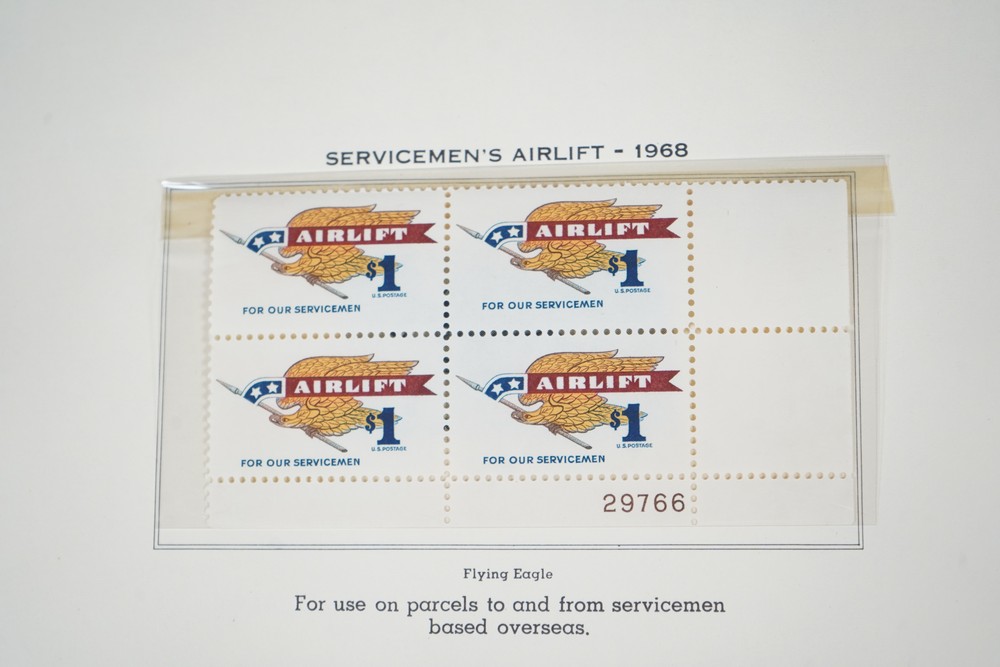 SERVICEMEN'S AIRLIFT - 1968
AIRLIFT
$1
U.S. POSTAGE
FOR OUR SERVICEMEN
AIRLIFT
$1
U.S. POSTAGE
FOR OUR SERVICEMEN
AIRLIFT
$1
U.S. POSTAGE
FOR OUR SERVICEMEN
AIRLIFT
$1
U.S. POSTAGE
FOR OUR SERVICEMEN
29766
Flying Eagle
For use on parcels to and from servicemen
based overseas.